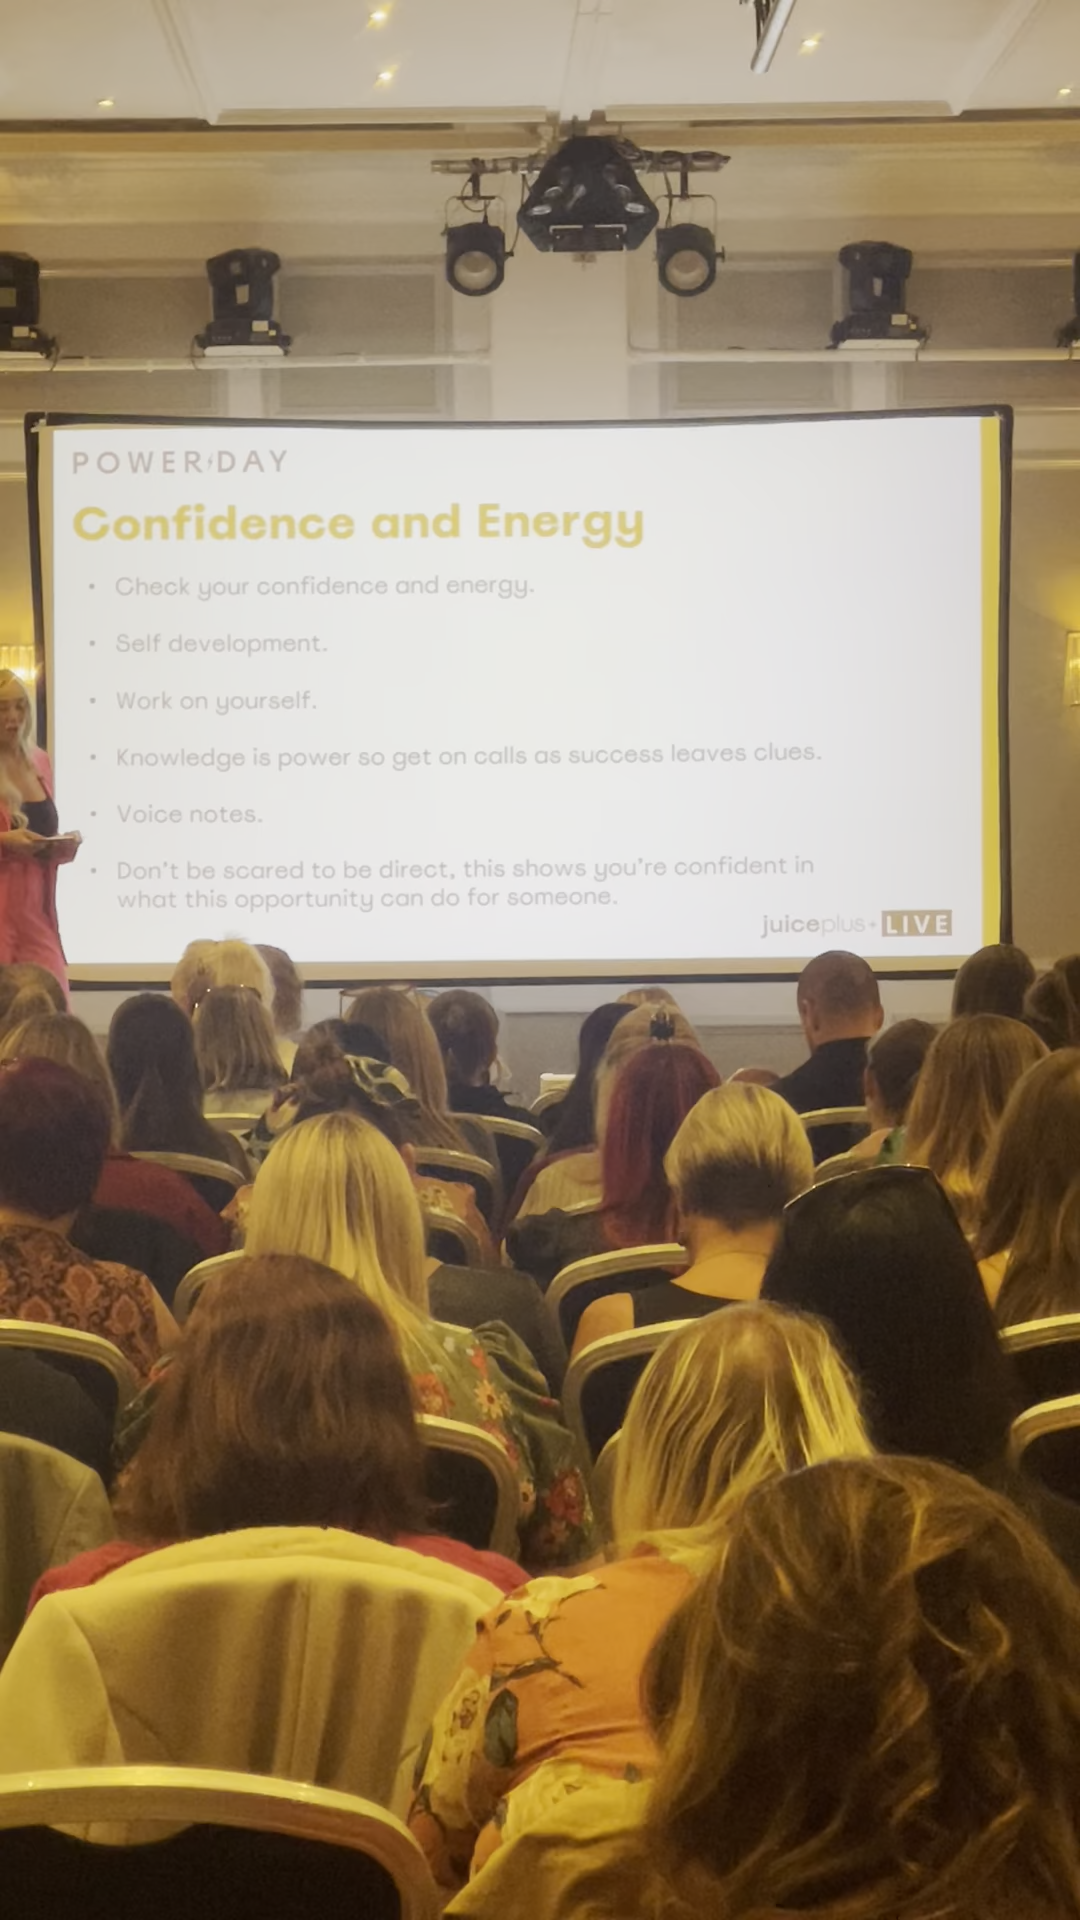 POWER DAY
Confidence and Energy
• Check your confidence and energy.
• Self development.
• Work on yourself.
• Knowledge is power so get on calls as success leaves clues.
• Voice notes.
• Don't be scared to be direct, this shows you're confident in
what this opportunity can do for someone.
juiceplus+ LIVE